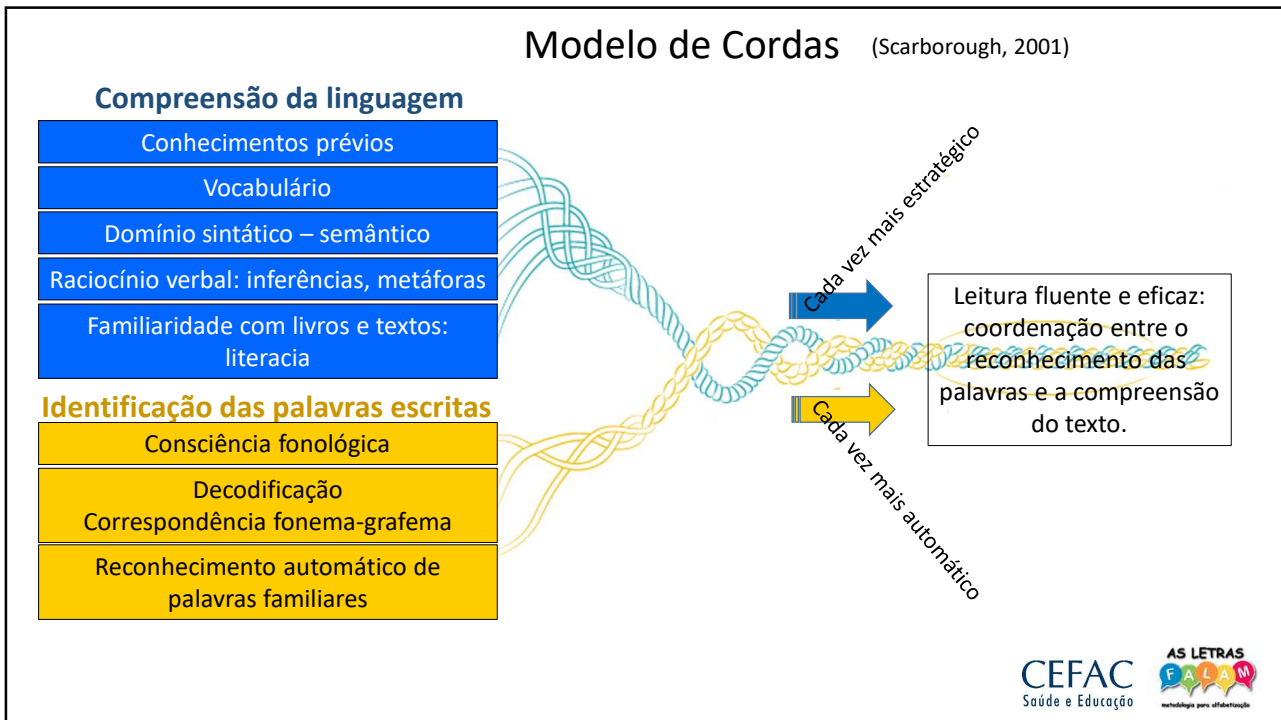 Modelo de Cordas (Scarborough, 2001)
Compreensão da linguagem
Conhecimentos prévios
Vocabulário
Domínio sintático – semântico
Raciocínio verbal: inferências, metáforas
Familiaridade com livros e textos:
literacia
Identificação das palavras escritas
Consciência fonológica
Decodificação
Correspondência fonema-grafema
Reconhecimento automático de
palavras familiares
Cada vez mais estratégico
Cada vez mais automático
Leitura fluente e eficaz:
coordenação entre o
reconhecimento das
palavras e a compreensão
do texto.
CEFAC
Saúde e Educação
AS LETRAS
FALAM
metodologia para alfabetização